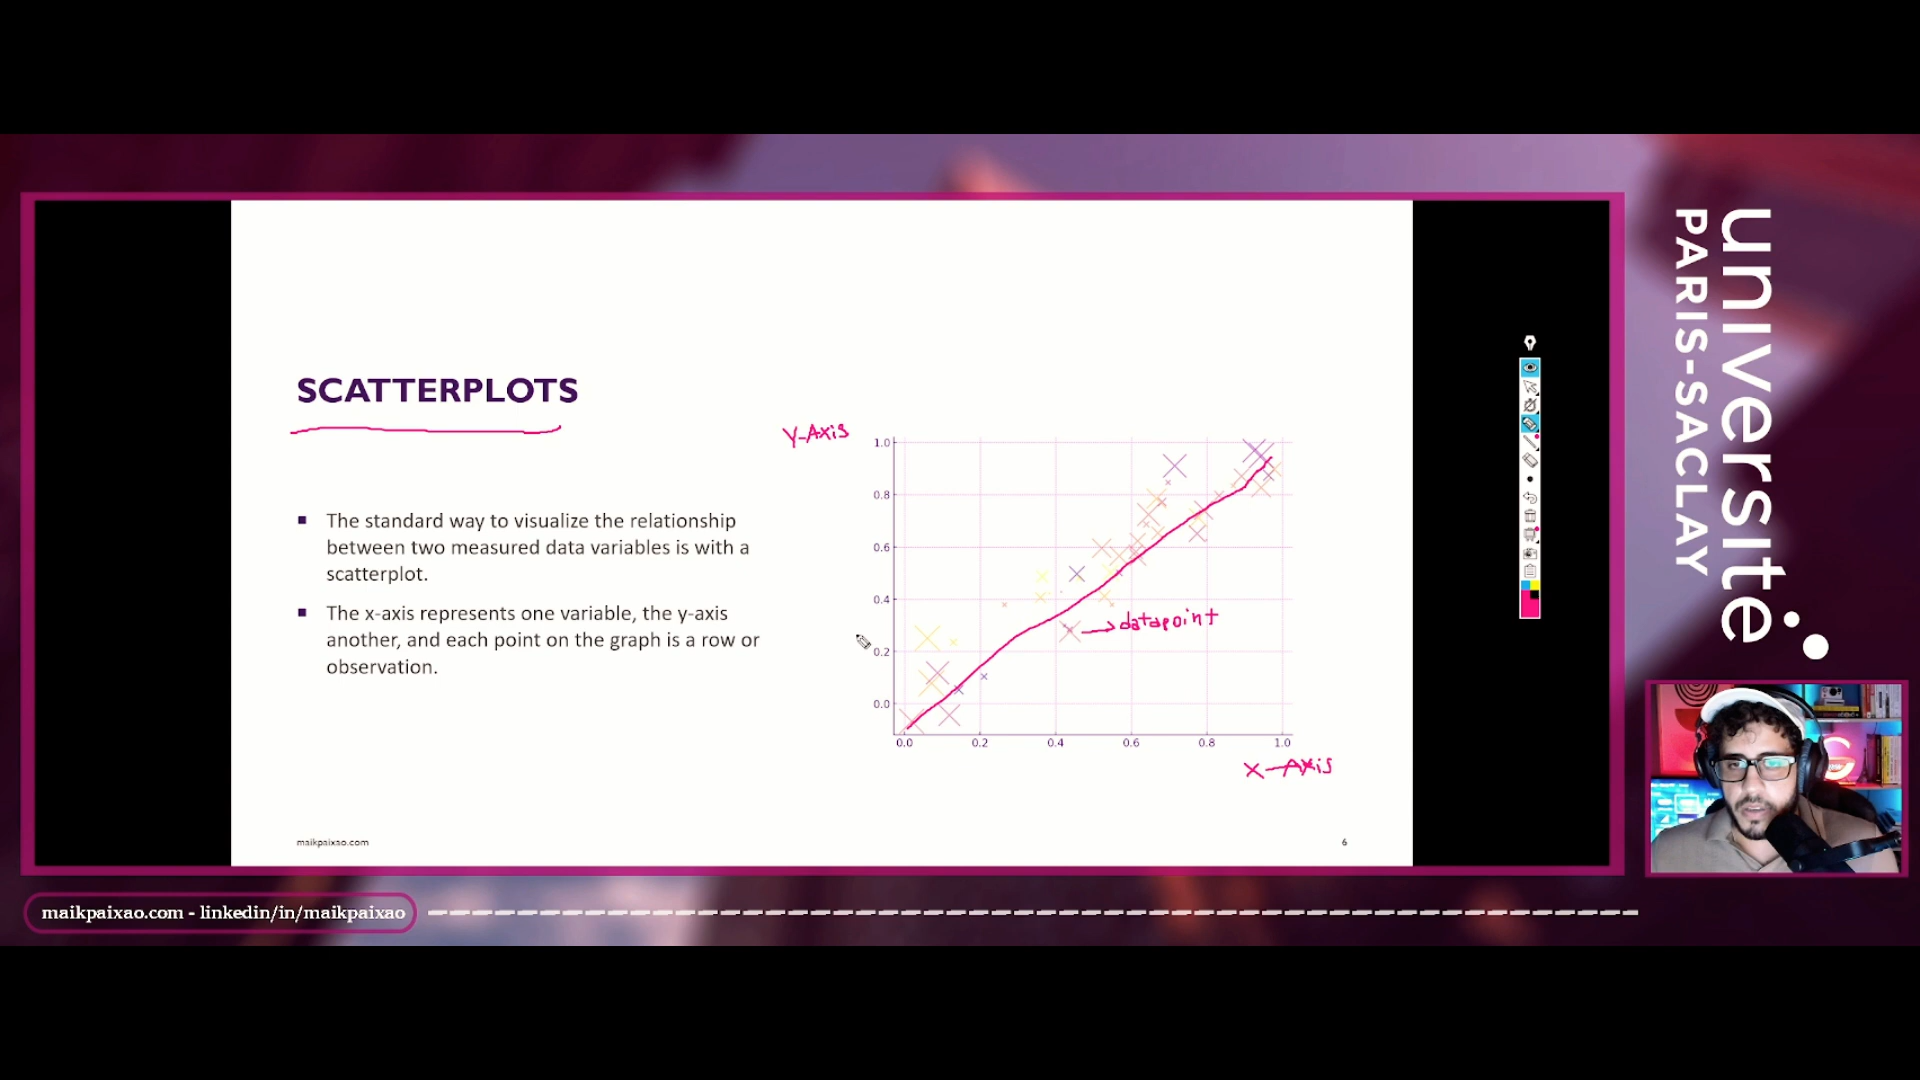 SCATTERPLOTS
The standard way to visualize the relationship
between two measured data variables is with a
scatterplot.
The x-axis represents one variable, the y-axis
another, and each point on the graph is a row or
observation.
Y-Axis
1.0
0.8
0.6
0.4
0.2
0.0
0.0 0.2 0.4 0.6 0.8 1.0
datapoint
X-Axis
maikpaixao.com
6
université
PARIS-SACLAY
maikpaixao.com - linkedin/in/maikpaixao